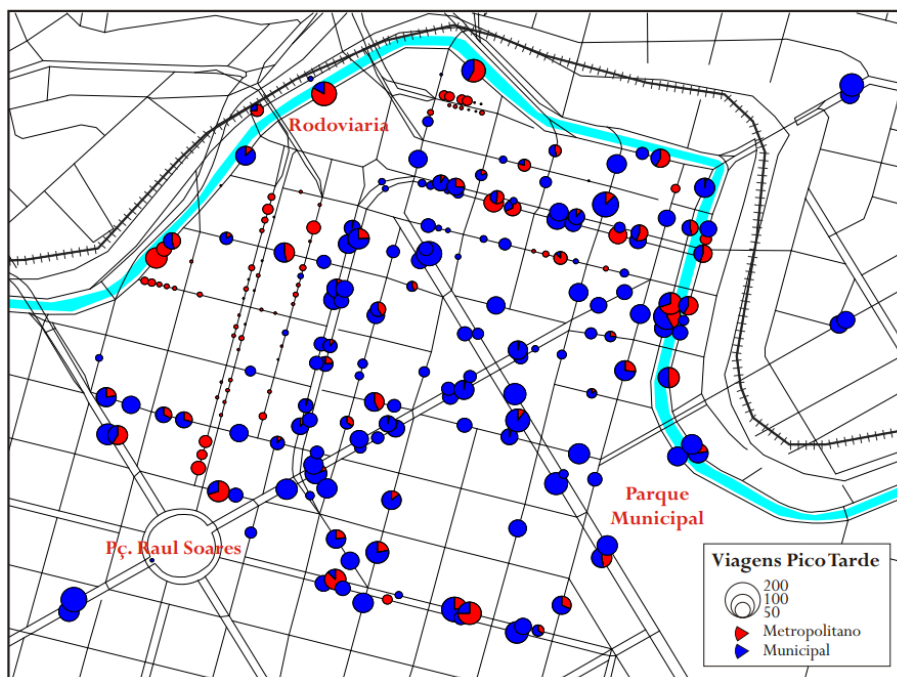 Rodoviaria
Pç. Raul Soares
Parque
Municipal
Viagens Pico Tarde
200
100
50
Metropolitano
Municipal